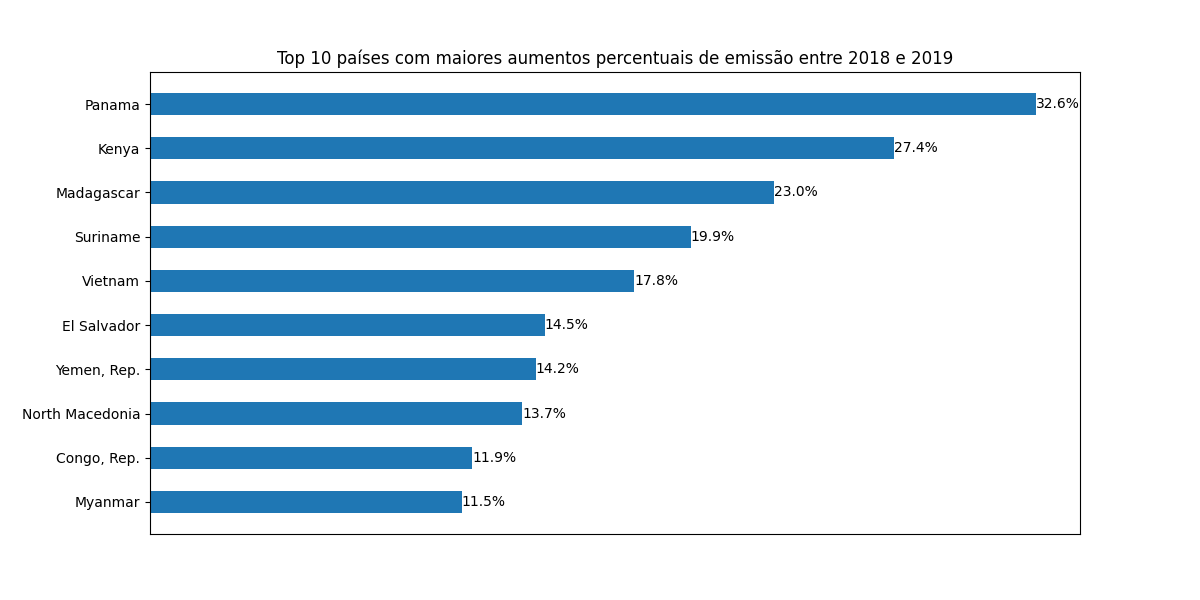 Top 10 países com maiores aumentos percentuais de emissão entre 2018 e 2019
Panama 32.6%
Kenya 27.4%
Madagascar 23.0%
Suriname 19.9%
Vietnam 17.8%
El Salvador 14.5%
Yemen, Rep. 14.2%
North Macedonia 13.7%
Congo, Rep. 11.9%
Myanmar 11.5%